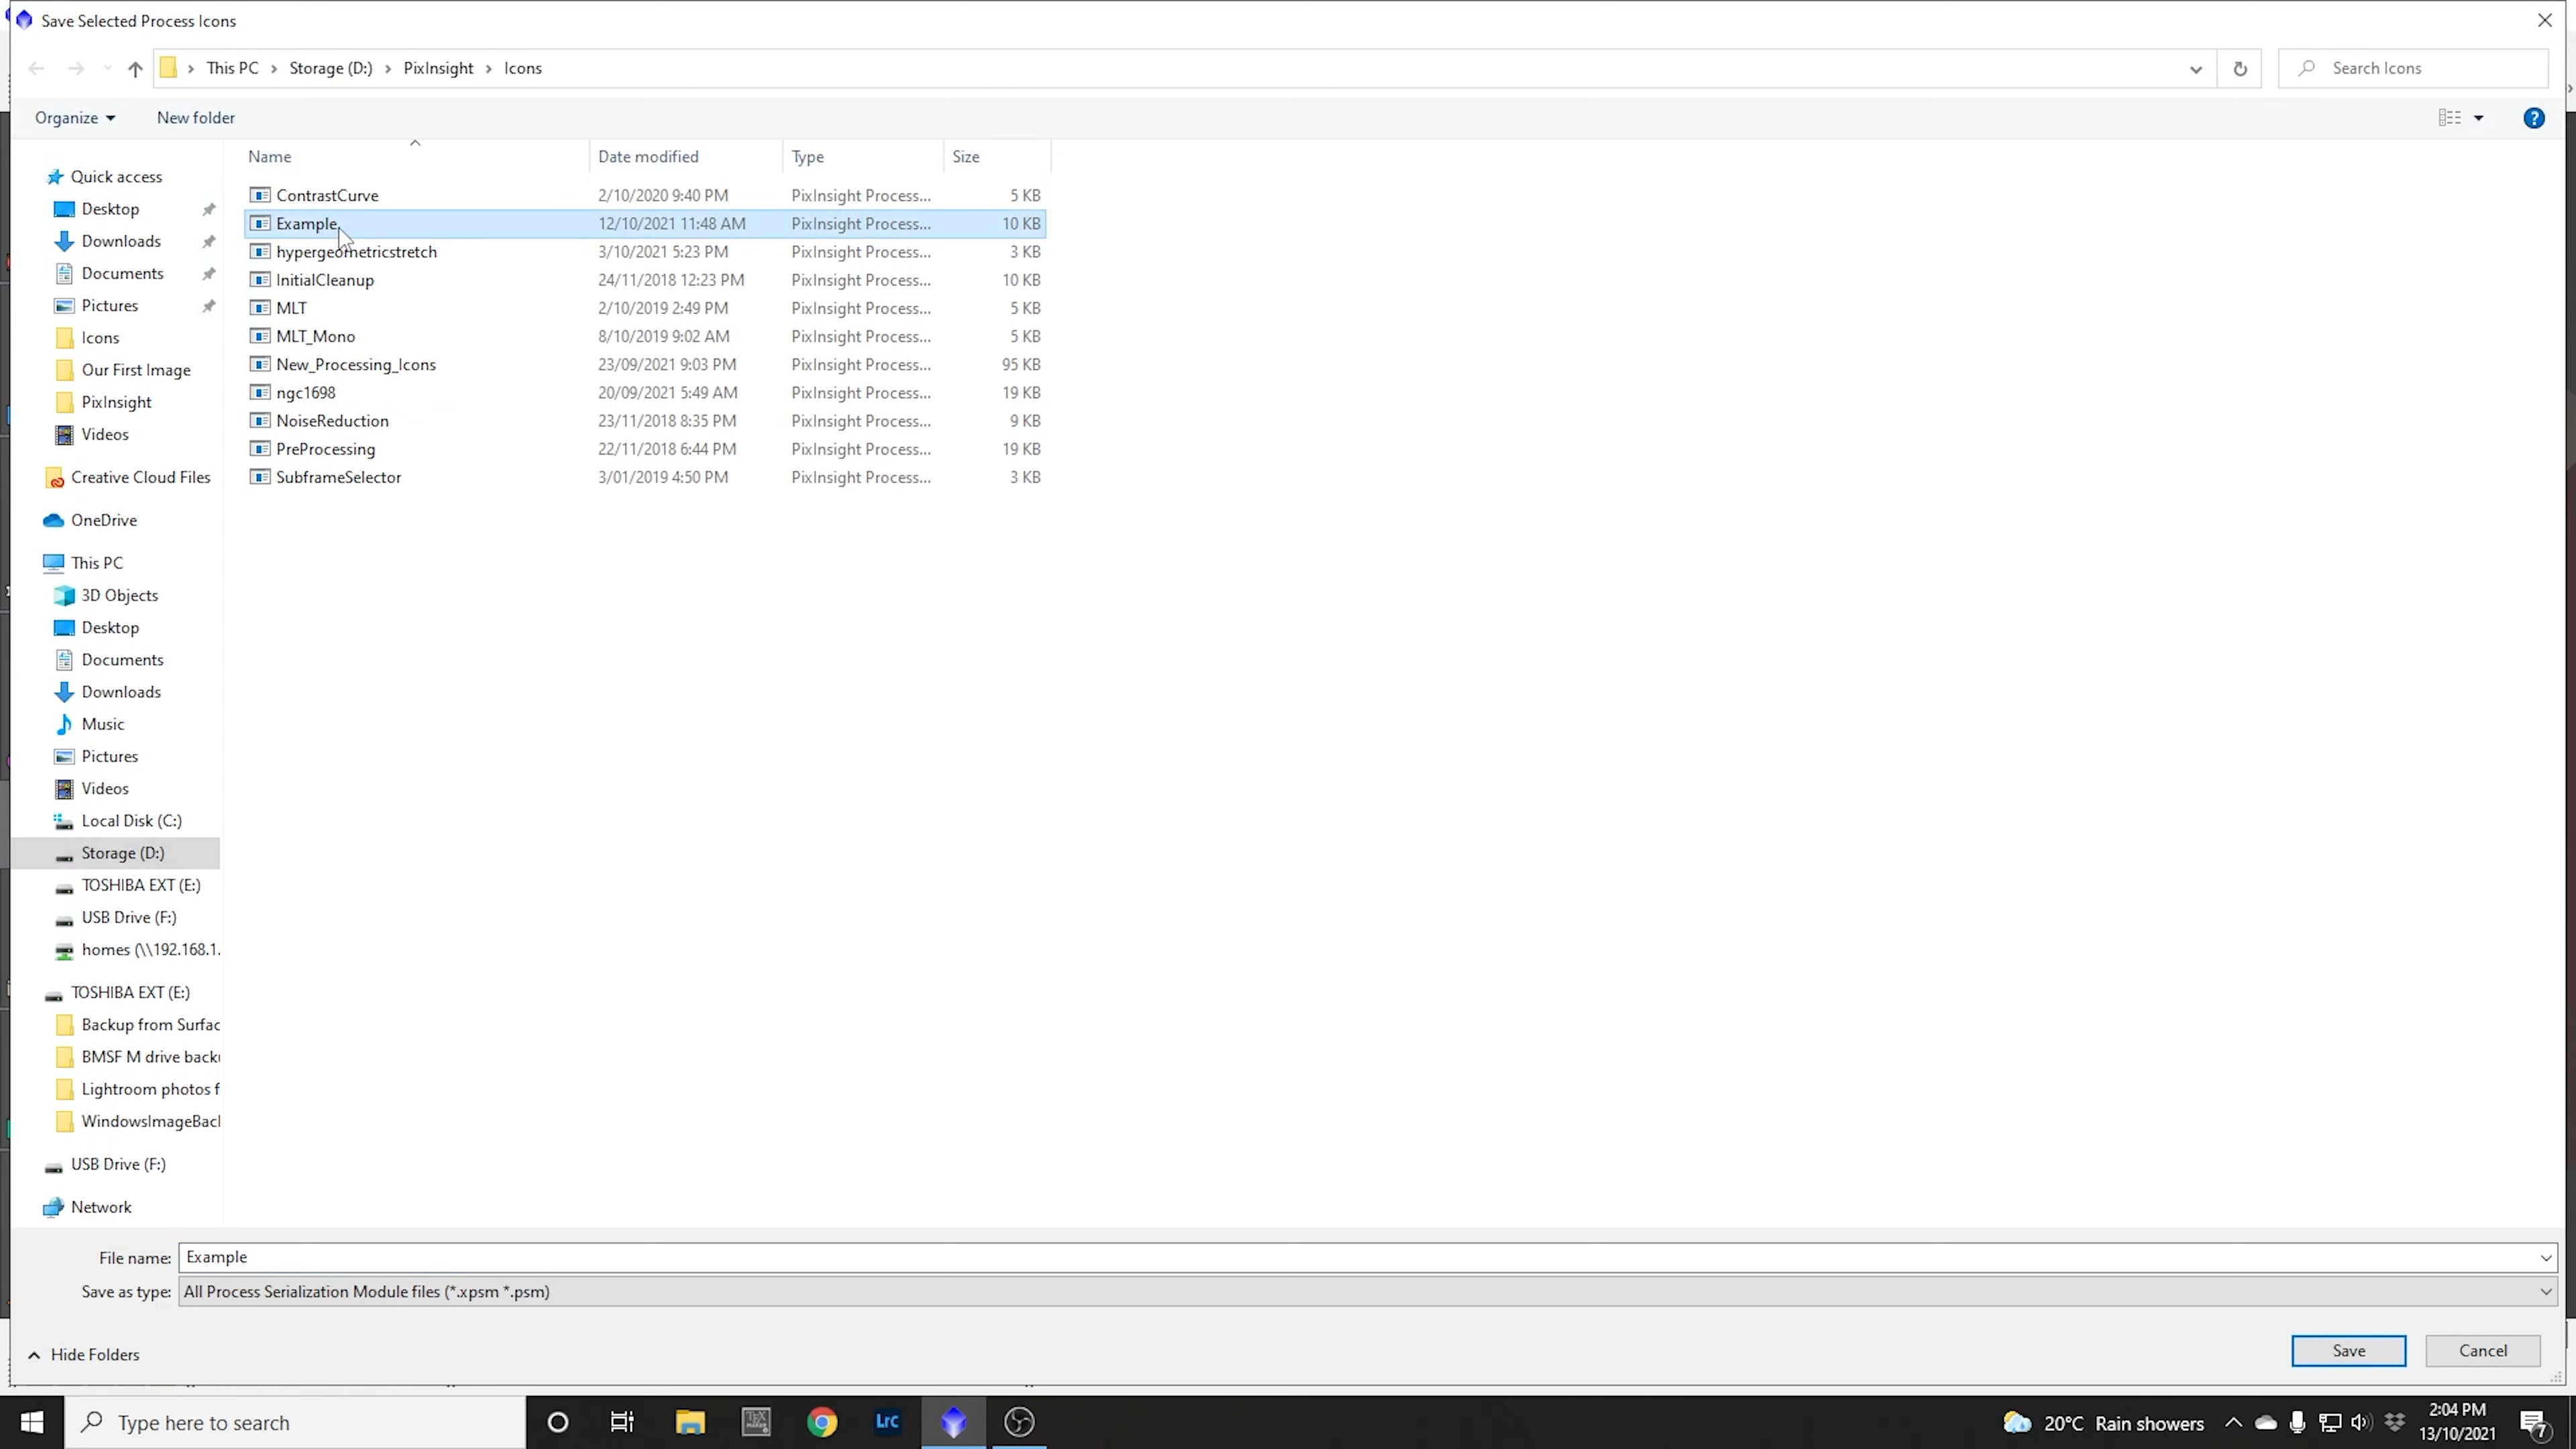 Save Selected Process Icons
This PC > Storage (D:) > PixInsight > Icons
Search Icons
Organize
New folder
Name
Date modified
Type
Size
ContrastCurve 2/10/2020 9:40 PM PixInsight Process... 5 KB
Example 12/10/2021 11:48 AM PixInsight Process... 10 KB
hypergeometricstretch 3/10/2021 5:23 PM PixInsight Process... 3 KB
InitialCleanup 24/11/2018 12:23 PM PixInsight Process... 10 KB
MLT 2/10/2019 2:49 PM PixInsight Process... 5 KB
MLT_Mono 8/10/2019 9:02 AM PixInsight Process... 5 KB
New_Processing_Icons 23/09/2021 9:03 PM PixInsight Process... 95 KB
ngc1698 20/09/2021 5:49 AM PixInsight Process... 19 KB
NoiseReduction 23/11/2018 8:35 PM PixInsight Process... 9 KB
PreProcessing 22/11/2018 6:44 PM PixInsight Process... 19 KB
SubframeSelector 3/01/2019 4:50 PM PixInsight Process... 3 KB
Quick access
Desktop
Downloads
Documents
Pictures
Icons
Our First Image
PixInsight
Videos
Creative Cloud Files
OneDrive
This PC
3D Objects
Desktop
Documents
Downloads
Music
Pictures
Videos
Local Disk (C:)
Storage (D:)
TOSHIBA EXT (E:)
USB Drive (F:)
homes (\\192.168.1.
TOSHIBA EXT (E:)
Backup from Surfac
BMSF M drive back
Lightroom photos f
WindowsImageBac
USB Drive (F:)
Network
File name: Example
Save as type: All Process Serialization Module files (*.xpsm *.psm)
Hide Folders
Save
Cancel
Type here to search
TEX
MAKER
LrC
20°C Rain showers
2:04 PM
13/10/2021
7